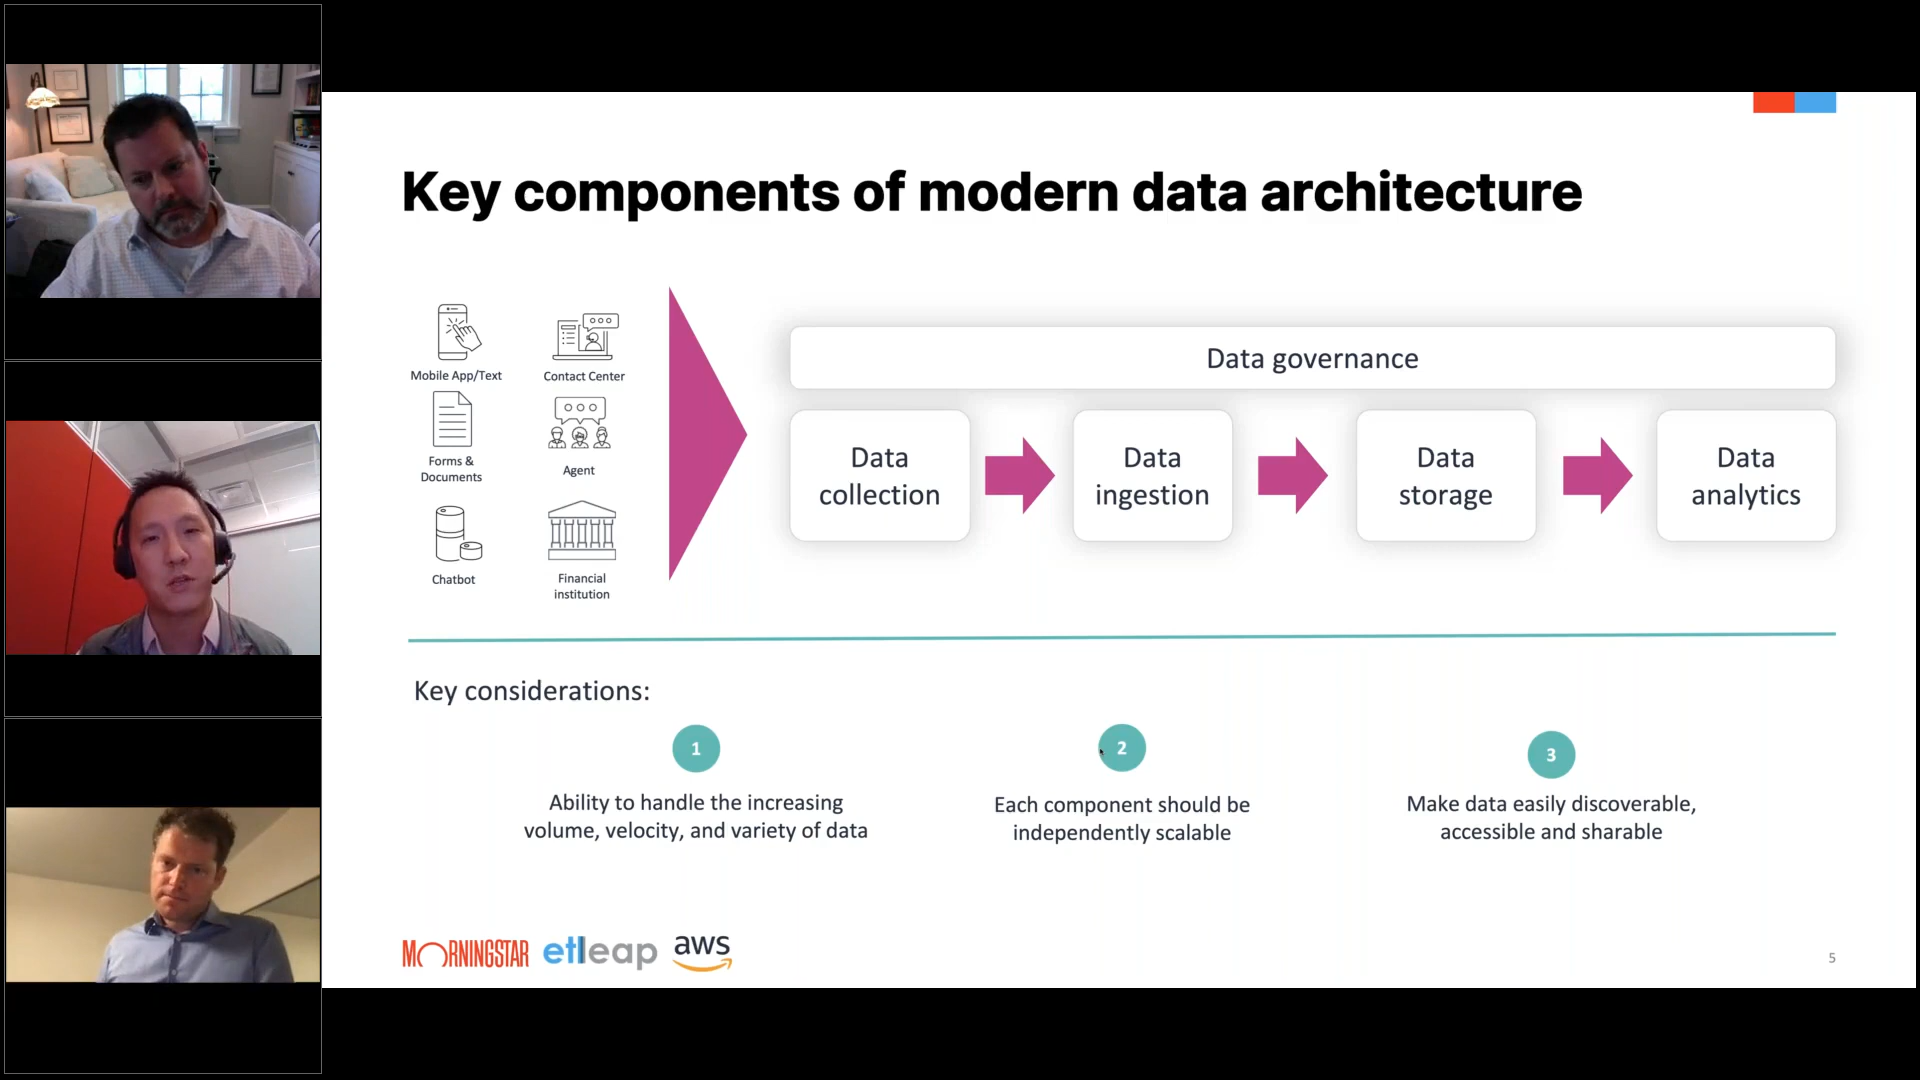 Key components of modern data architecture
Mobile App/Text
Contact Center
Forms &
Documents
Agent
Chatbot
Financial
institution
Data governance
Data
collection
Data
ingestion
Data
storage
Data
analytics
Key considerations:
1
Ability to handle the increasing
volume, velocity, and variety of data
2
Each component should be
independently scalable
3
Make data easily discoverable,
accessible and sharable
MORNINGSTAR
etleap
aws
5